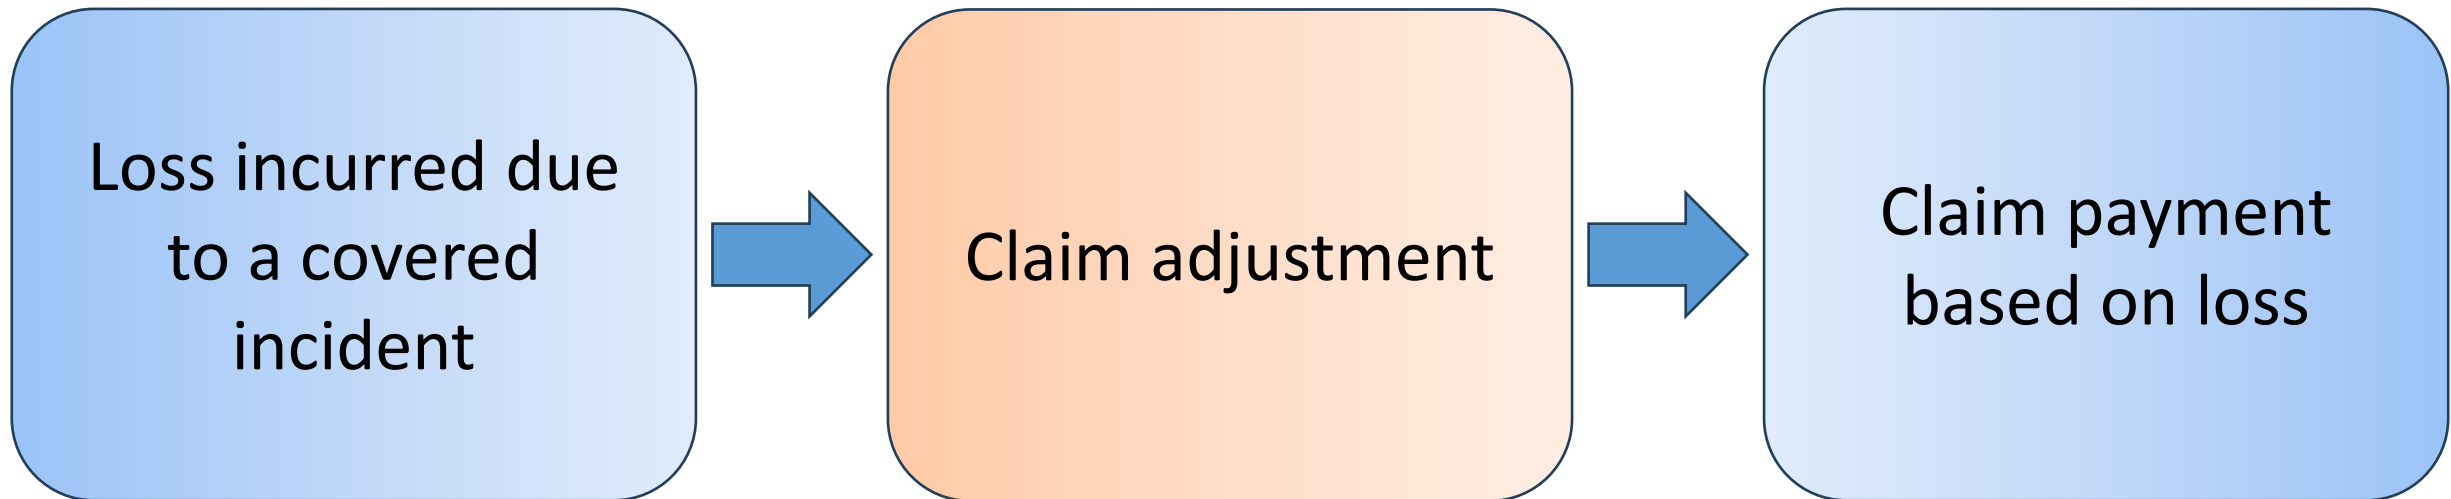 Loss incurred due
to a covered
incident
Claim adjustment
Claim payment
based on loss